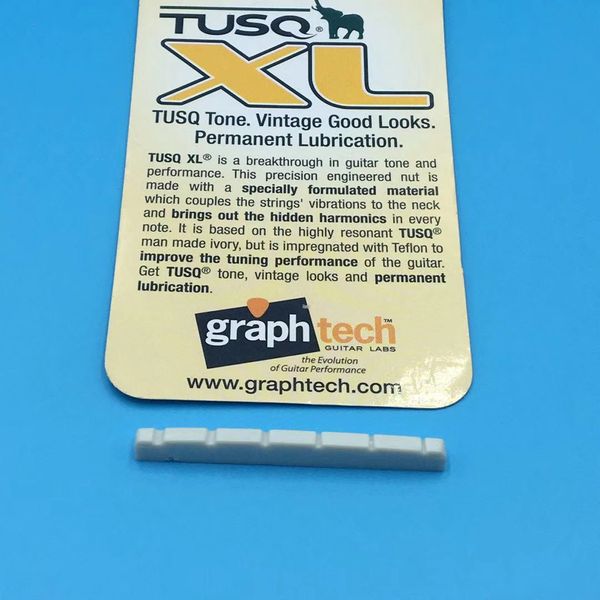 TUSQ®
XL
TUSQ Tone. Vintage Good Looks.
Permanent Lubrication.
TUSQ XL® is a breakthrough in guitar tone and
performance. This precision engineered nut is
made with a specially formulated material
which couples the strings' vibrations to the neck
and brings out the hidden harmonics in every
note. It is based on the highly resonant TUSQ®
man made ivory, but is impregnated with Teflon to
improve the tuning performance of the guitar.
Get TUSQ® tone, vintage looks and permanent
lubrication.
graph tech™
GUITAR LABS
the Evolution
of Guitar Performance
www.graphtech.com